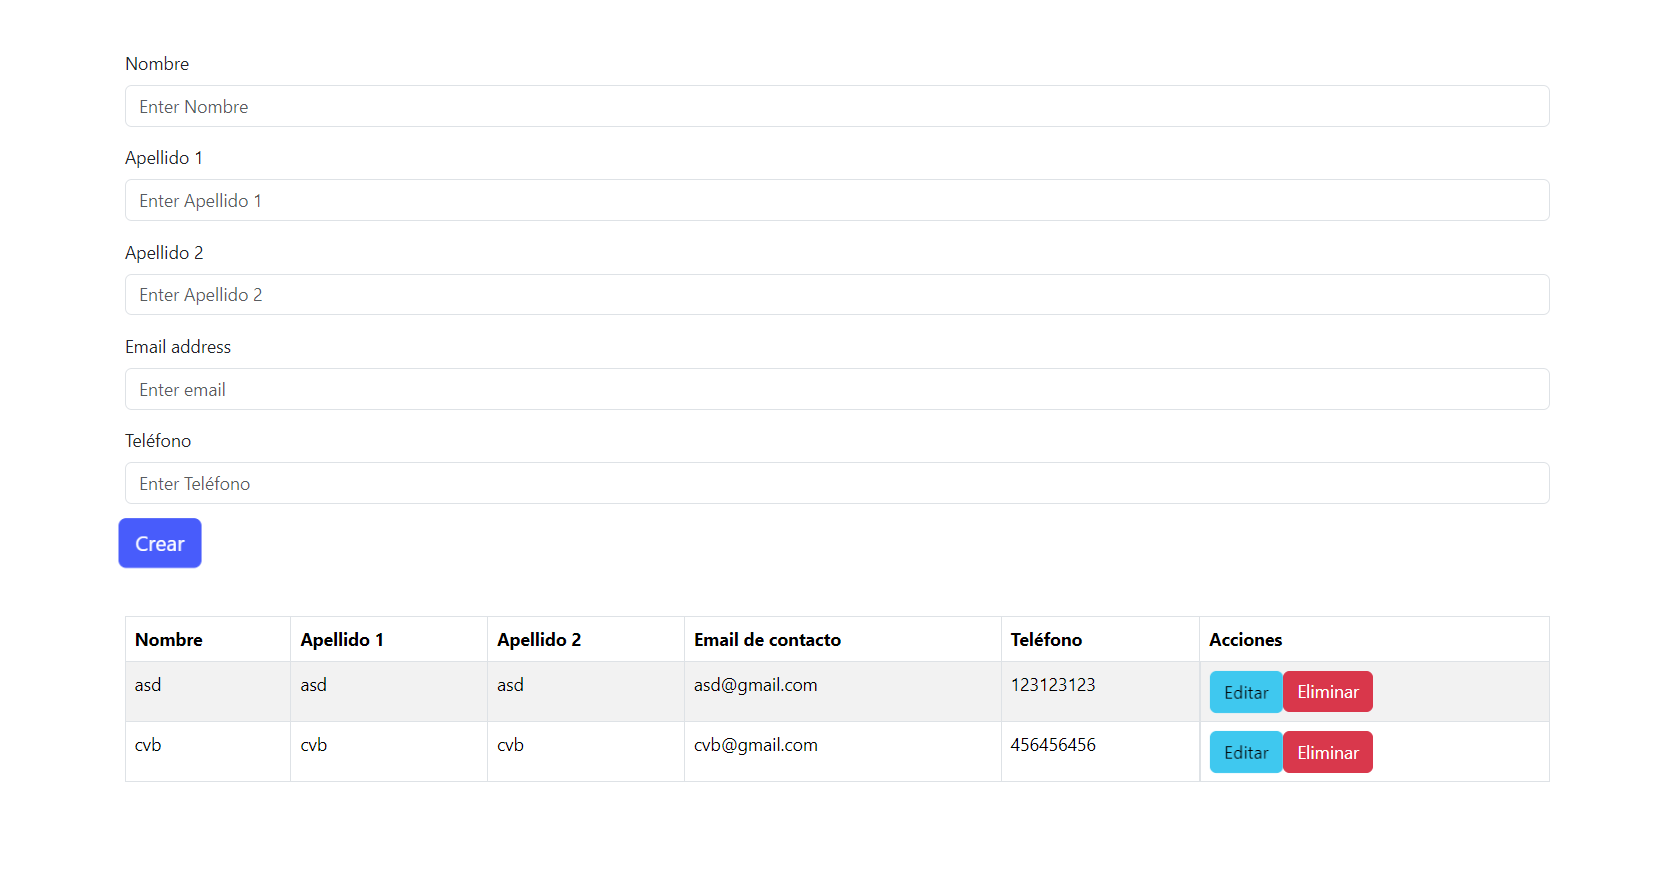 Nombre
Enter Nombre
Apellido 1
Enter Apellido 1
Apellido 2
Enter Apellido 2
Email address
Enter email
Teléfono
Enter Teléfono
Crear
Nombre Apellido 1 Apellido 2 Email de contacto Teléfono Acciones
asd asd asd asd@gmail.com 123123123 Editar Eliminar
cvb cvb cvb cvb@gmail.com 456456456 Editar Eliminar